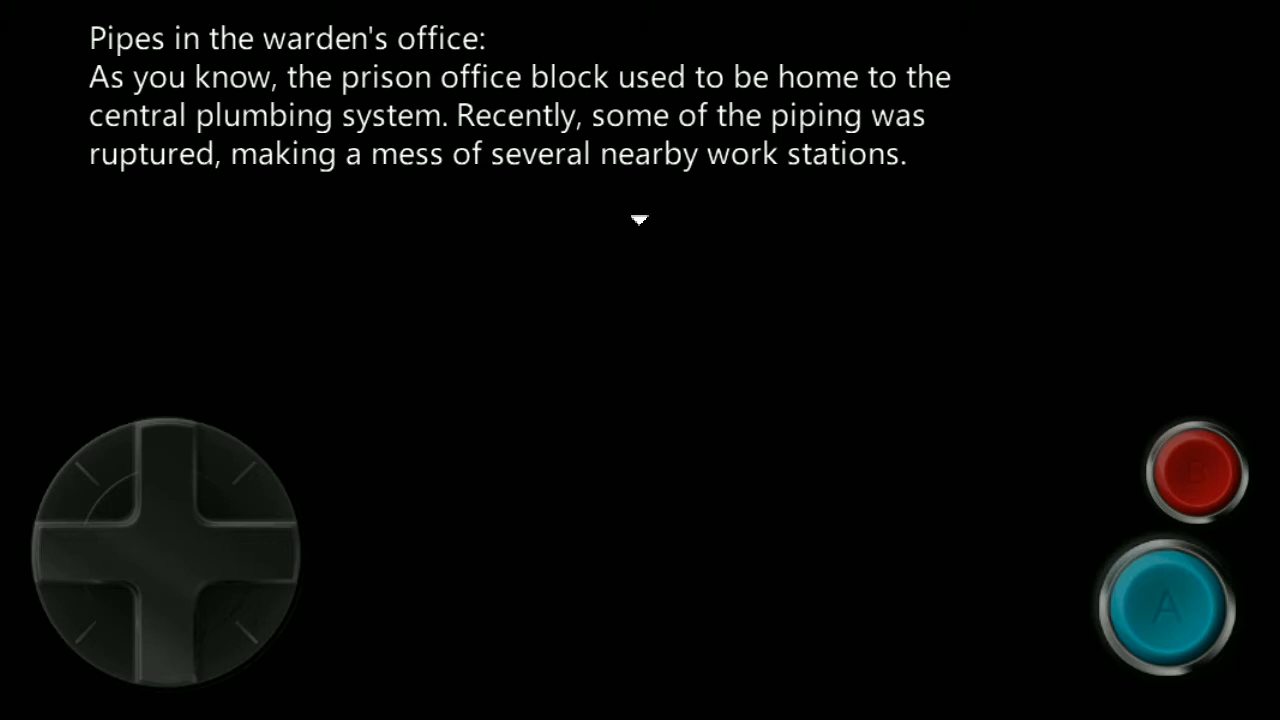 Pipes in the warden's office:
As you know, the prison office block used to be home to the
central plumbing system. Recently, some of the piping was
ruptured, making a mess of several nearby work stations.
B
A